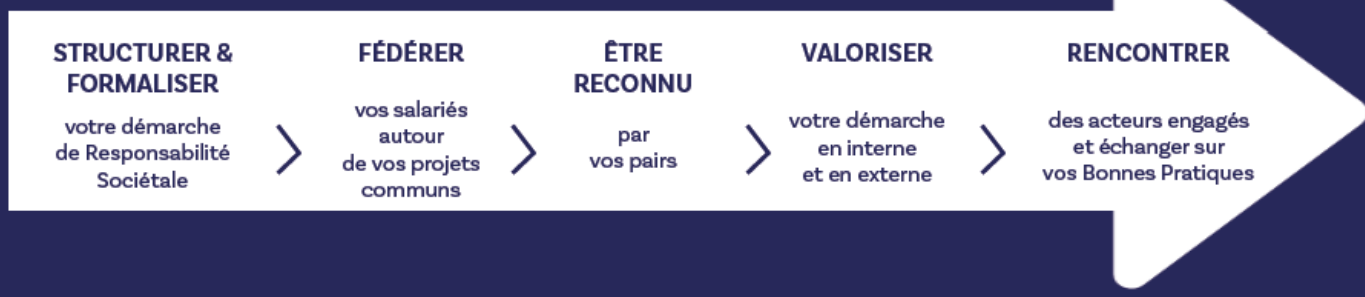 STRUCTURER &
FORMALISER
votre démarche
de Responsabilité
Sociétale
FÉDÉRER
vos salariés
autour
de vos projets
communs
ÊTRE
RECONNU
par
vos pairs
VALORISER
votre démarche
en interne
et en externe
RENCONTRER
des acteurs engagés
et échanger sur
vos Bonnes Pratiques